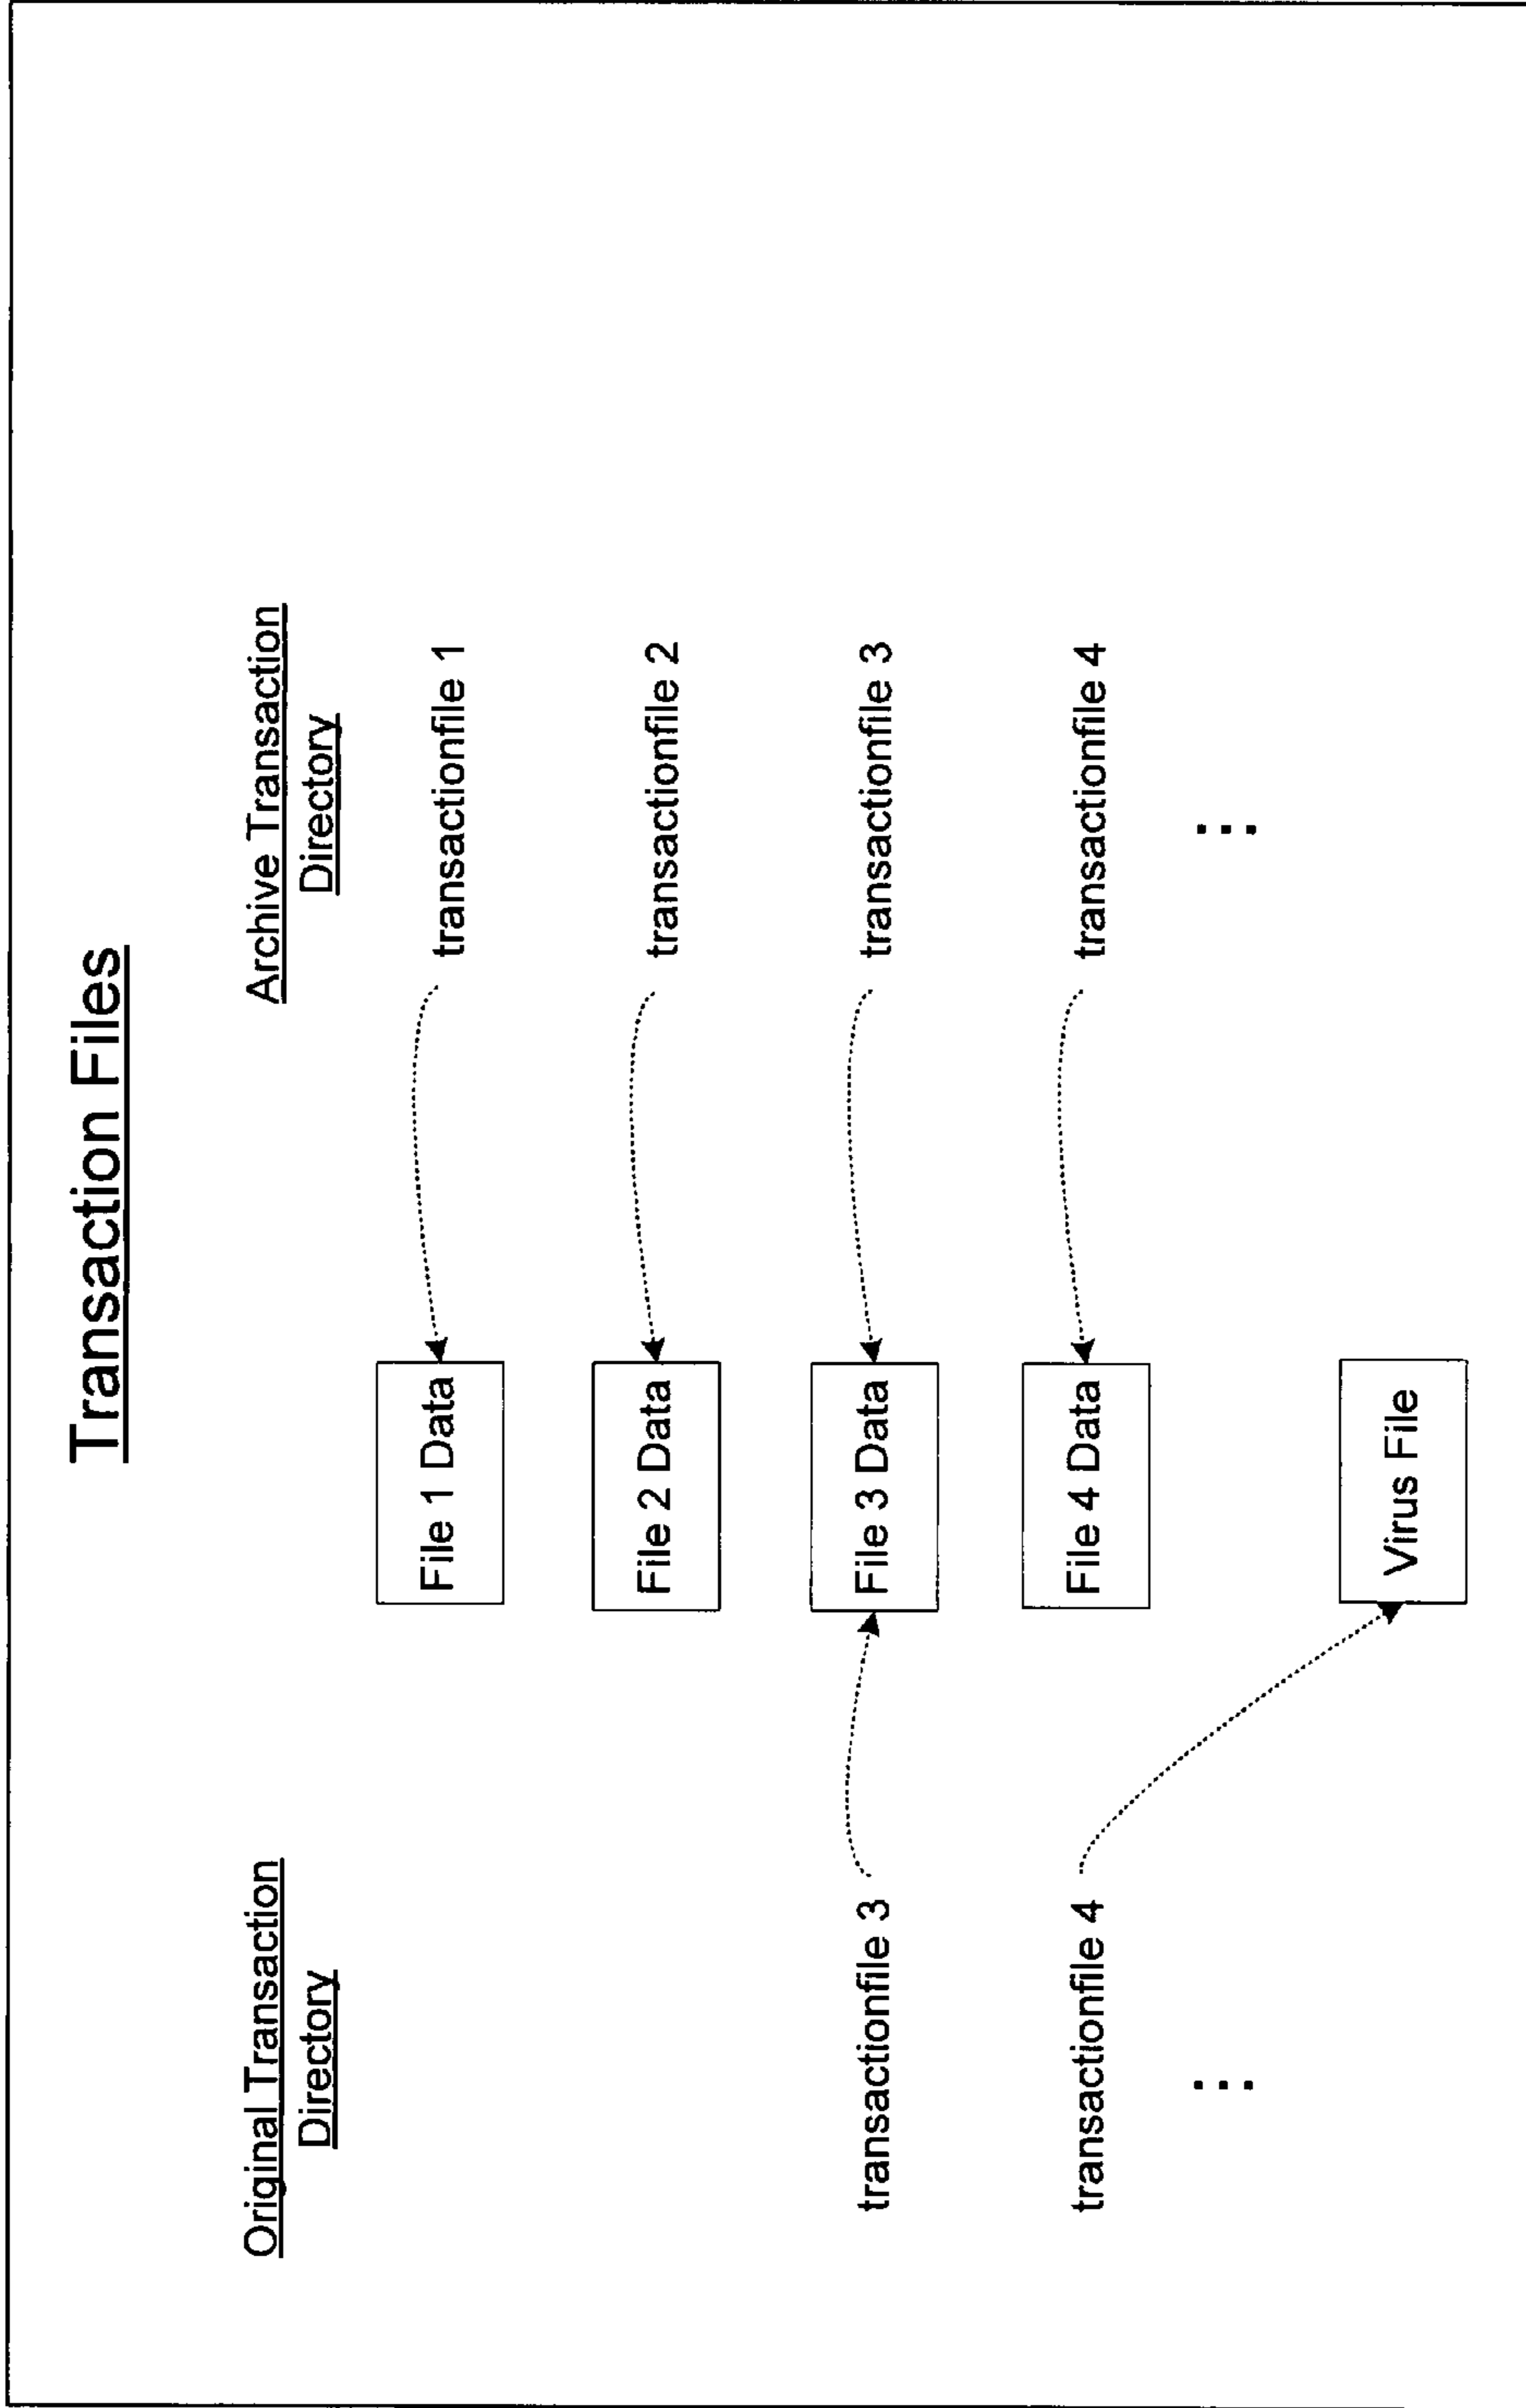 Transaction Files
Original Transaction
Directory
Archive Transaction
Directory
File 1 Data
transactionfile 1
File 2 Data
transactionfile 2
transactionfile 3
File 3 Data
transactionfile 3
transactionfile 4
File 4 Data
transactionfile 4
...
...
Virus File